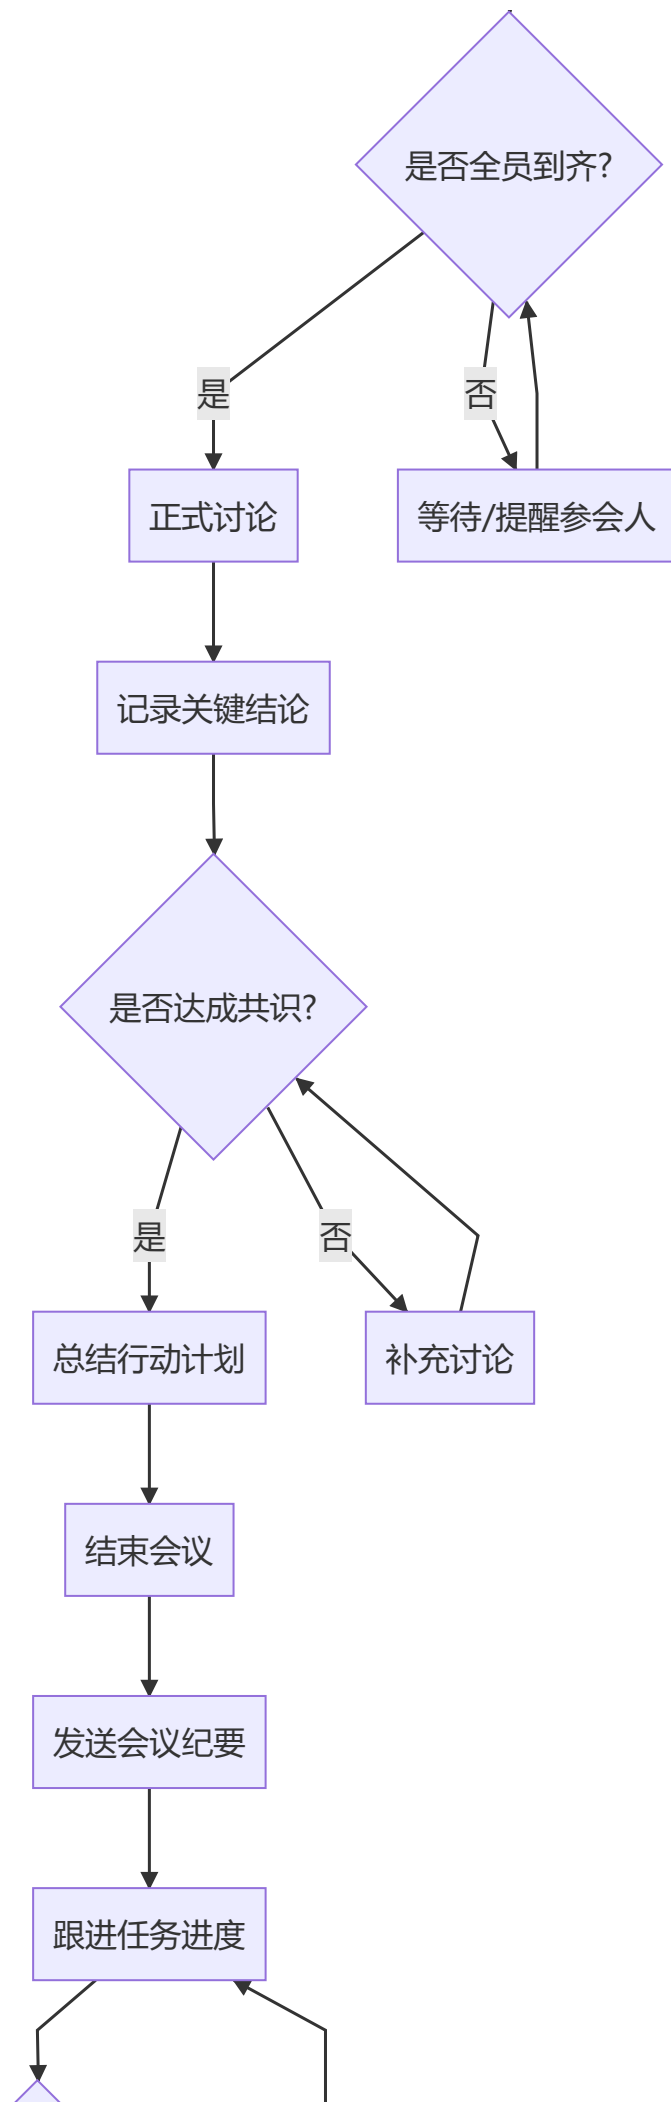 是否全员到齐?
是
否
正式讨论
等待/提醒参会人
记录关键结论
是否达成共识?
是
否
总结行动计划
补充讨论
结束会议
发送会议纪要
跟进任务进度